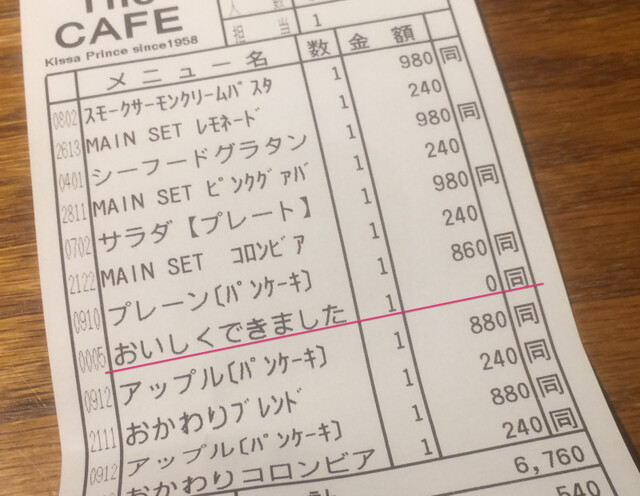 CAFE
Kissa Prince since1958
人 数
担 当 1
メニュー名 数 金 額
0802 スモークサーモンクリームパスタ 1 980 同
2613 MAIN SET レモネード 1 240
0401 シーフードグラタン 1 980 同
2811 MAIN SET ピンクグァバ 1 240
0702 サラダ【プレート】 1 980 同
2122 MAIN SET コロンビア 1 240
0910 プレーン〔パンケーキ〕 1 860 同
0005 おいしくできました 1 0 同
0912 アップル〔パンケーキ〕 1 880 同
2111 おかわりブレンド 1 240 同
0912 アップル〔パンケーキ〕 1 880 同
おかわりコロンビア 1 240 同
6,760
540